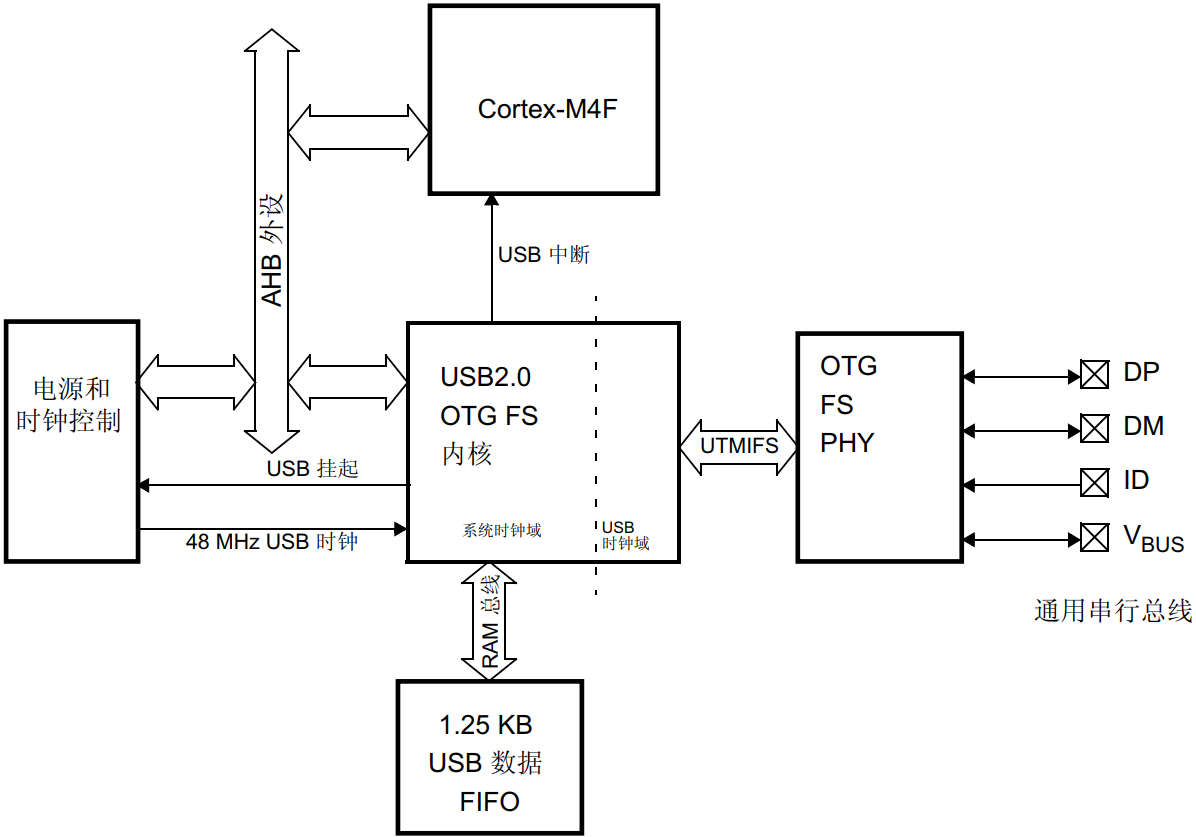 Cortex-M4F
AHB 外设
USB 中断
电源和
时钟控制
USB2.0
OTG FS
内核
系统时钟域
USB
时钟域
USB 挂起
48 MHz USB 时钟
UTMIFS
OTG
FS
PHY
DP
DM
ID
VBUS
通用串行总线
RAM 总线
1.25 KB
USB 数据
FIFO